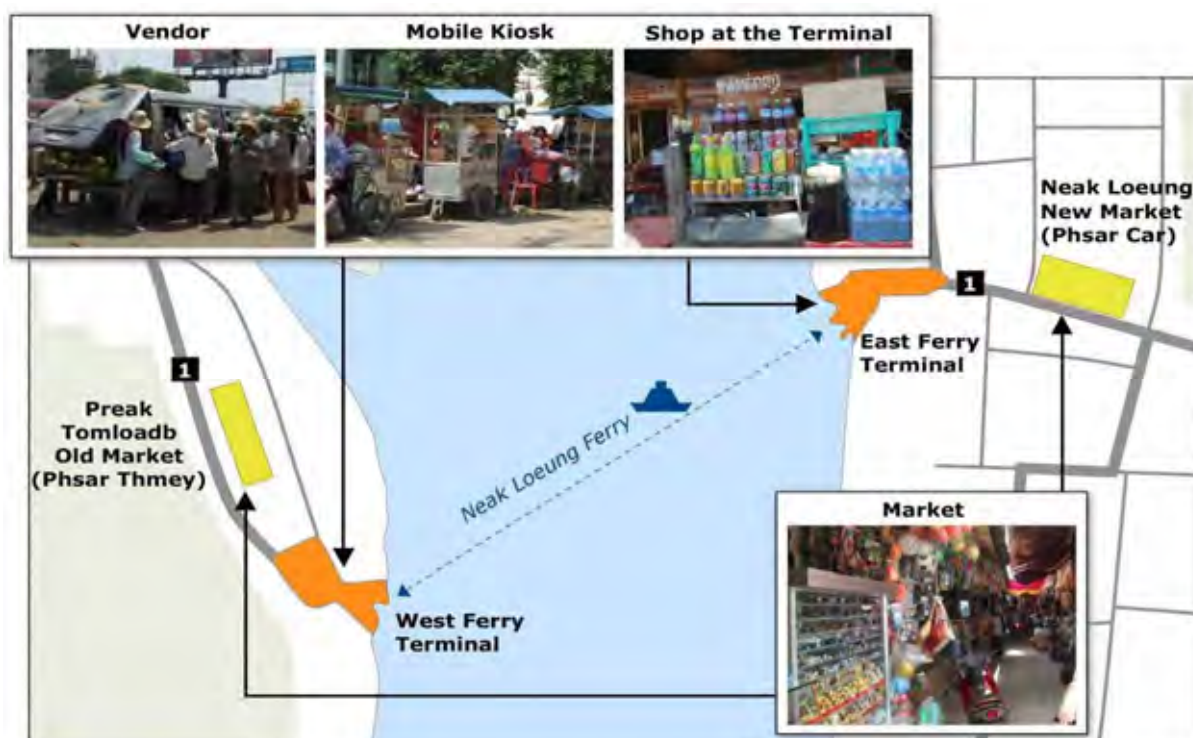 Vendor
Mobile Kiosk
Shop at the Terminal
Neak Loeung
New Market
(Phsar Car)
1
East Ferry
Terminal
1
Preak
Tomloadb
Old Market
(Phsar Thmey)
Neak Loeung Ferry
West Ferry
Terminal
Market